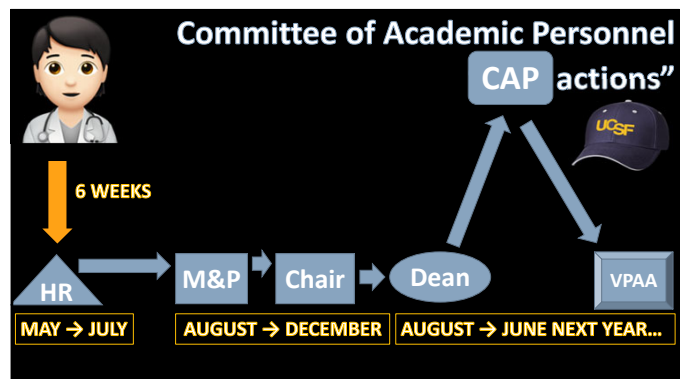 Committee of Academic Personnel
CAP actions”
UCSF
6 WEEKS
HR
M&P
Chair
Dean
VPAA
MAY → JULY
AUGUST → DECEMBER
AUGUST → JUNE NEXT YEAR…